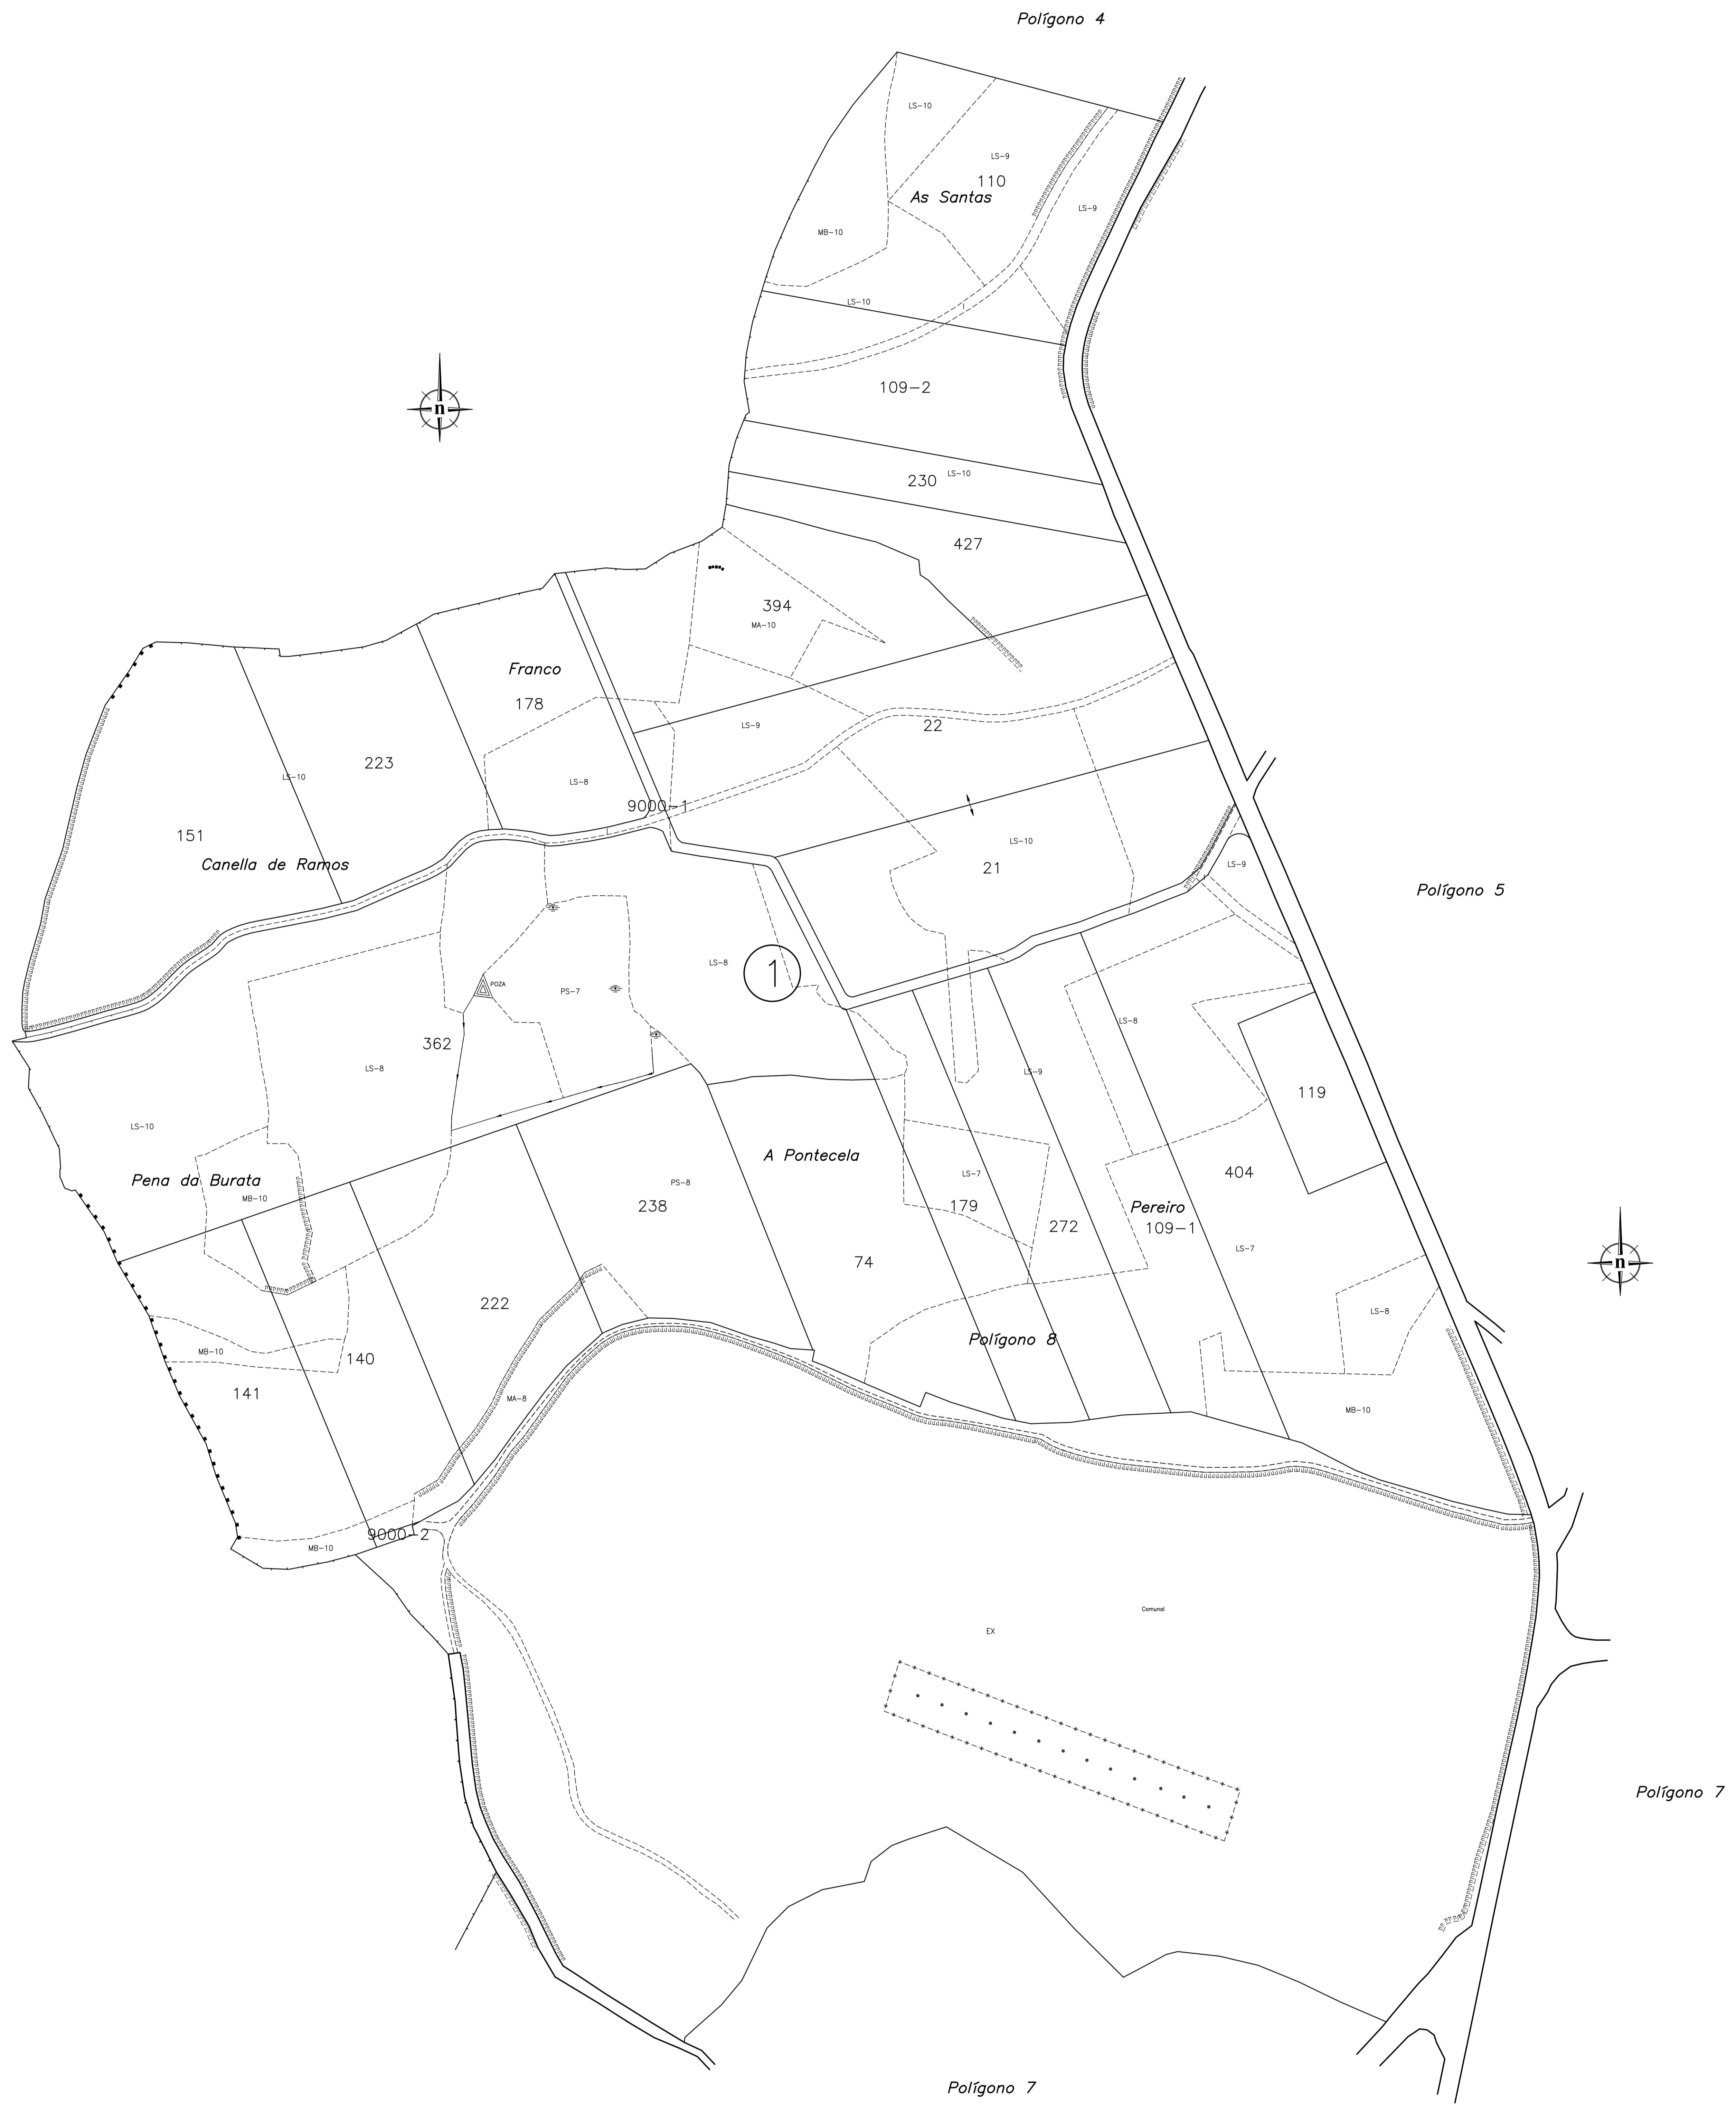 Polígono 4
LS-10
LS-9
110
As Santas
LS-9
MB-10
LS-10
109-2
n
LS-10
230
427
394
MA-10
Franco
178
22
LS-9
223
LS-10
LS-8
9000-1
151
Canella de Ramos
LS-10
21
LS-9
Polígono 5
LS-8
1
POZA
PS-7
LS-8
362
LS-8
LS-9
119
LS-10
A Pontecela
404
LS-7
Pena da Burata
MB-10
PS-8
238
179
Pereiro
272
109-1
LS-7
74
n
222
LS-8
Polígono 8
MB-10
140
141
MA-8
MB-10
9000-2
MB-10
Comunal
EX
Polígono 7
Polígono 7